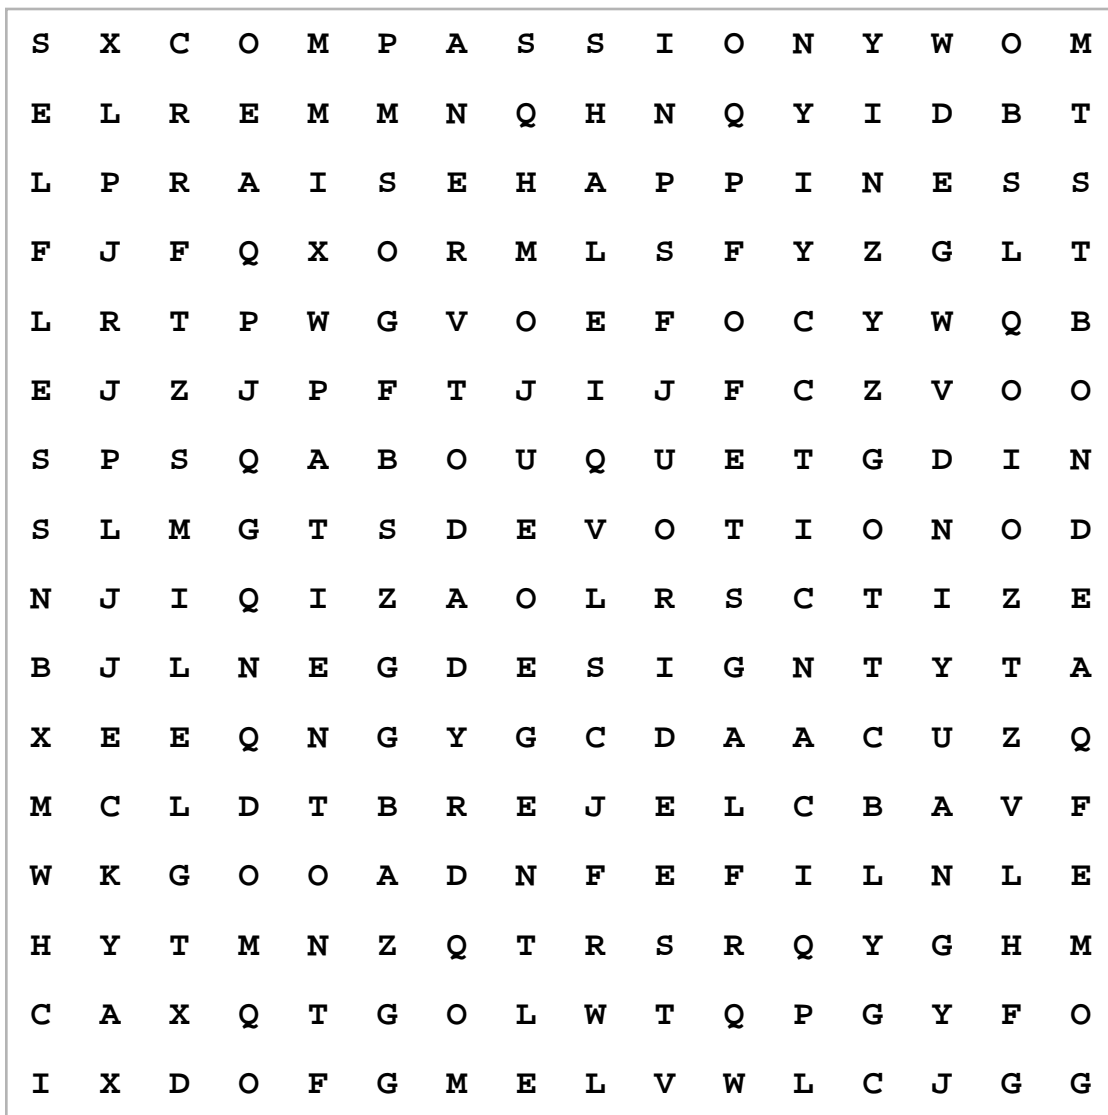 S X C O M P A S S I O N Y W O M
E L R E M M N Q H N Q Y I D B T
L P R A I S E H A P P I N E S S
F J F Q X O R M L S F Y Z G L T
L R T P W G V O E F O C Y W Q B
E J Z J P F T J I J F C Z V O O
S P S Q A B O U Q U E T G D I N
S L M G T S D E V O T I O N O D
N J I Q I Z A O L R S C T I Z E
B J L N E G D E S I G N T Y T A
X E E Q N G Y G C D A A C U Z Q
M C L D T B R E J E L C B A V F
W K G O O A D N F E F I L N L E
H Y T M N Z Q T R S R Q Y G H M
C A X Q T G O L W T Q P G Y F O
I X D O F G M E L V W L C J G G